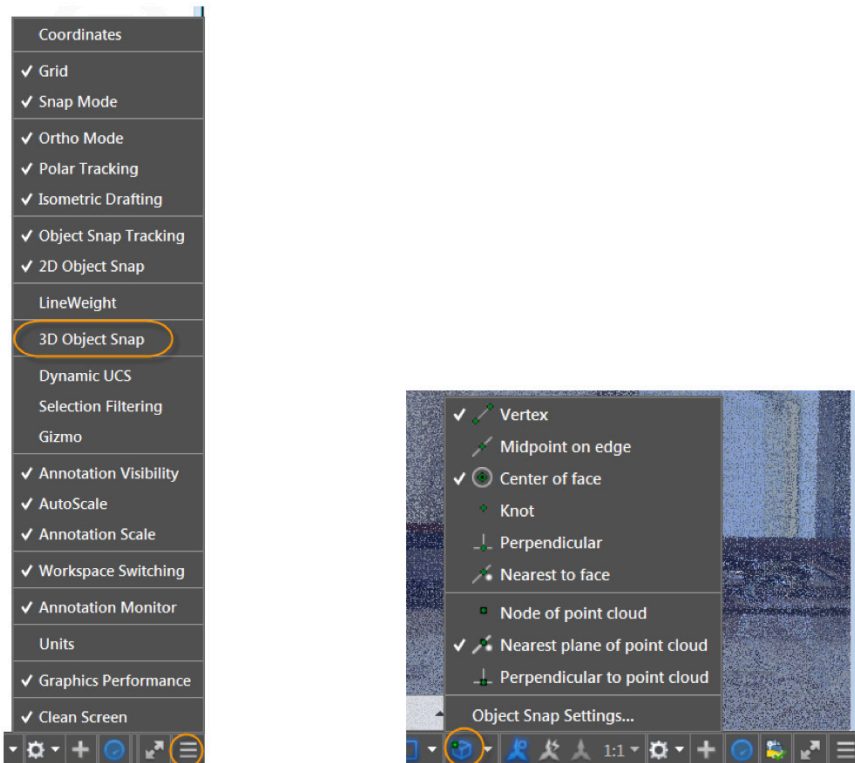 Coordinates
✓ Grid
✓ Snap Mode
✓ Ortho Mode
✓ Polar Tracking
✓ Isometric Drafting
✓ Object Snap Tracking
✓ 2D Object Snap
LineWeight
3D Object Snap
Dynamic UCS
Selection Filtering
Gizmo
✓ Annotation Visibility
✓ AutoScale
✓ Annotation Scale
✓ Workspace Switching
✓ Annotation Monitor
Units
✓ Graphics Performance
✓ Clean Screen
✓ Vertex
Midpoint on edge
✓ Center of face
Knot
Perpendicular
Nearest to face
Node of point cloud
✓ Nearest plane of point cloud
Perpendicular to point cloud
Object Snap Settings...
1:1